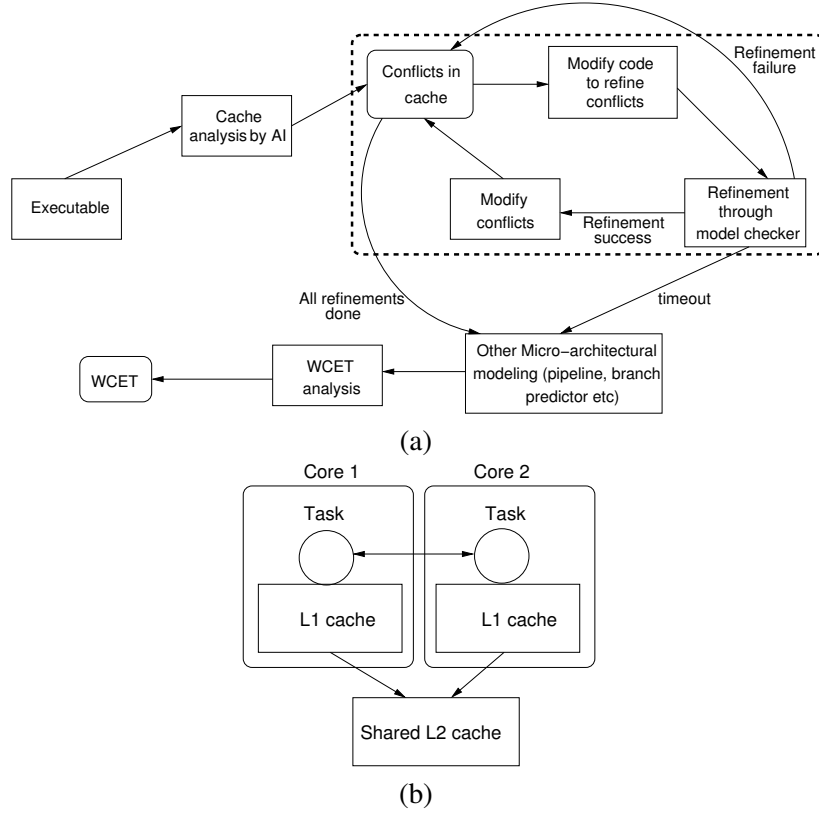 Refinement
failure
Conflicts in
cache
Modify code
to refine
conflicts
Cache
analysis by AI
Executable
Modify
conflicts
Refinement
success
Refinement
through
model checker
All refinements
done
timeout
WCET
WCET
analysis
Other Micro−architectural
modeling (pipeline, branch
predictor etc)
(a)
Core 1
Core 2
Task
Task
L1 cache
L1 cache
Shared L2 cache
(b)